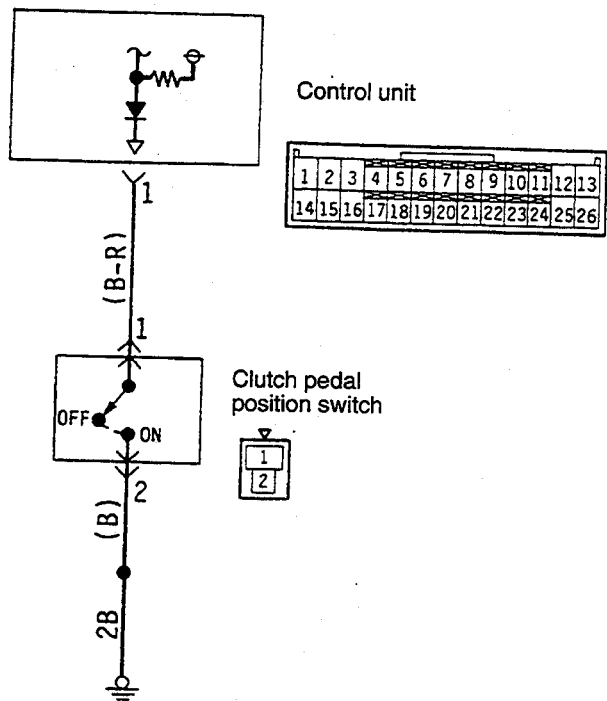 Control unit
1 2 3 4 5 6 7 8 9 10 11 12 13
14 15 16 17 18 19 20 21 22 23 24 25 26
1
(B-R)
1
OFF
ON
Clutch pedal
position switch
1
2
2
(B)
2B